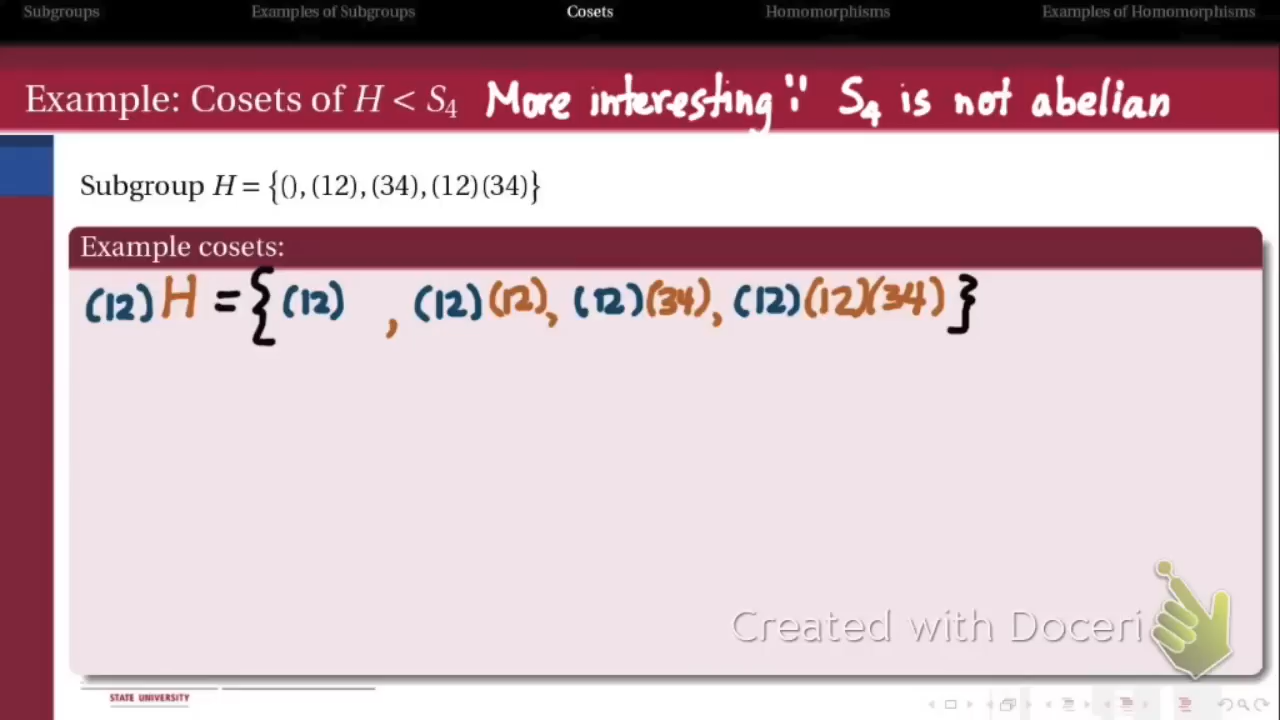 Subgroups Examples of Subgroups Cosets Homomorphisms Examples of Homomorphisms
Example: Cosets of H < S₄ More interesting ∵ S₄ is not abelian
Subgroup H = {(), (12), (34), (12)(34)}
Example cosets:
(12) H = { (12) , (12)(12), (12)(34), (12)(12)(34) }
Created with Doceri
STATE UNIVERSITY